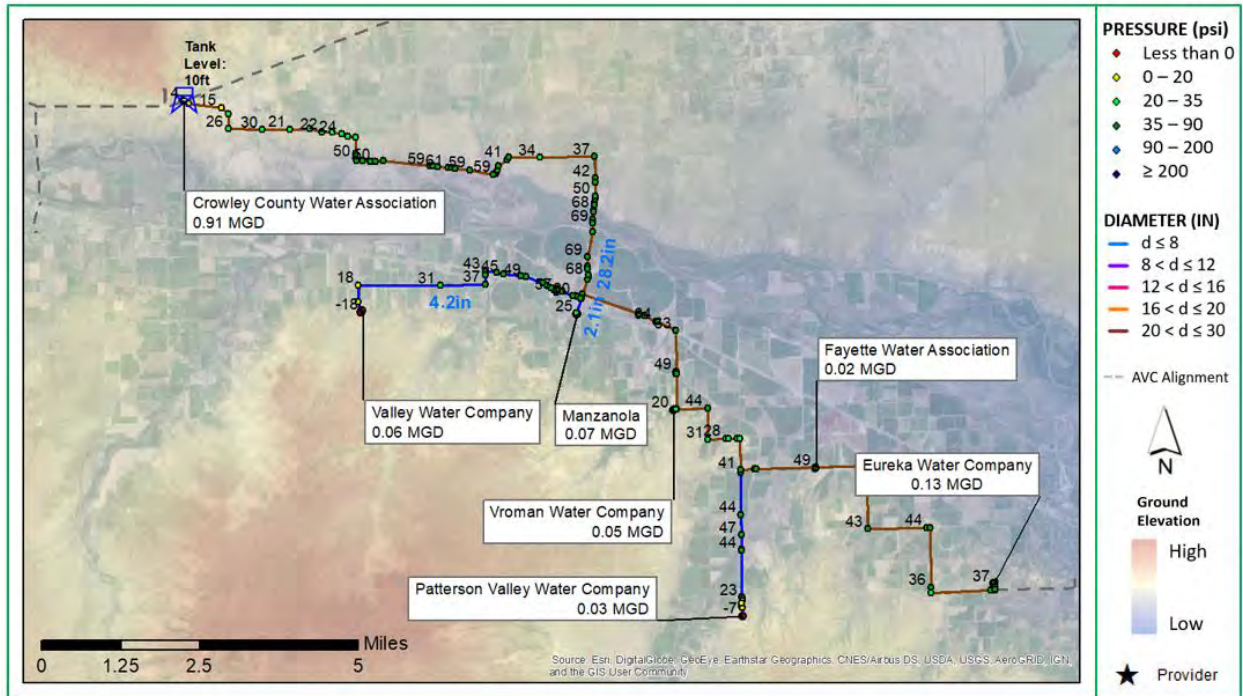 Tank
Level:
10ft
4
15
26
30
21
22
24
50
50
59
61
59
59
41
34
37
42
50
68
69
69
68
28.2in
2.1in
43
45
49
37
31
18
4.2in
-18
25
53
49
20
44
31
28
41
49
43
44
36
37
44
47
44
23
-7
Crowley County Water Association
0.91 MGD
Valley Water Company
0.06 MGD
Manzanola
0.07 MGD
Fayette Water Association
0.02 MGD
Eureka Water Company
0.13 MGD
Vroman Water Company
0.05 MGD
Patterson Valley Water Company
0.03 MGD
Miles
0 1.25 2.5 5
Source: Esri, DigitalGlobe, GeoEye, Earthstar Geographics, CNES/Airbus DS, USDA, USGS, AeroGRID, IGN,
and the GIS User Community
PRESSURE (psi)
Less than 0
0 – 20
20 – 35
35 – 90
90 – 200
≥ 200
DIAMETER (IN)
d ≤ 8
8 < d ≤ 12
12 < d ≤ 16
16 < d ≤ 20
20 < d ≤ 30
AVC Alignment
N
Ground
Elevation
High
Low
Provider